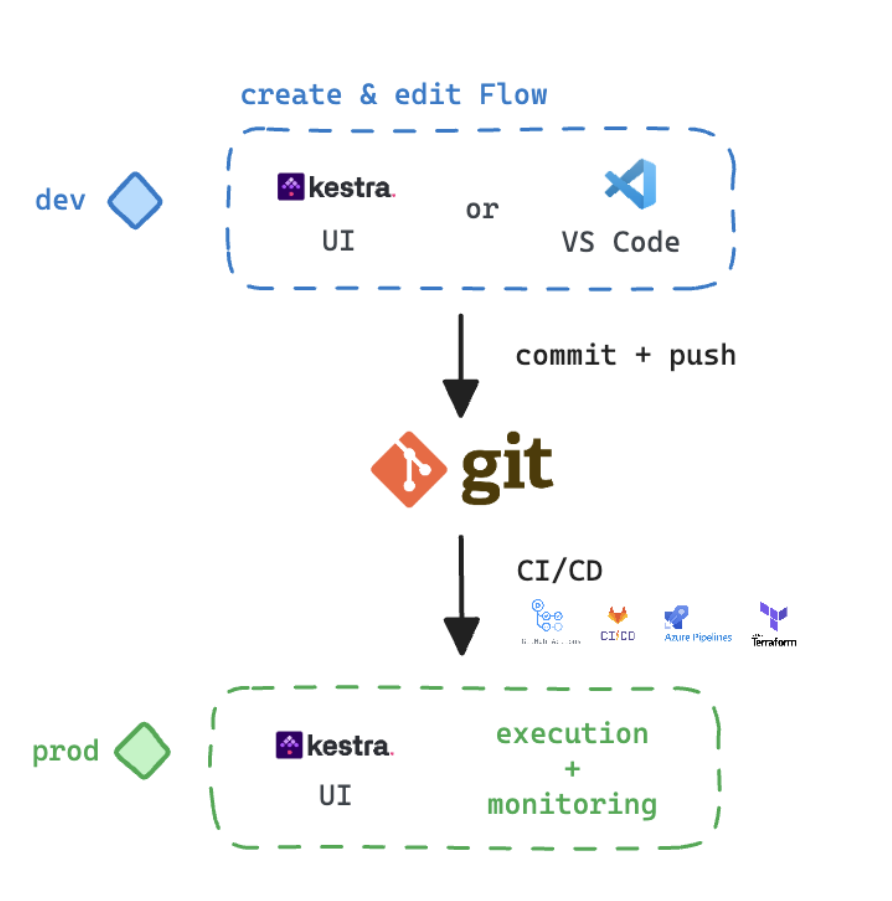 create & edit Flow
dev
kestra.
or
UI
VS Code
commit + push
git
CI/CD
GitHub Actions
CI/CD
Azure Pipelines
Terraform
prod
kestra.
UI
execution
+
monitoring